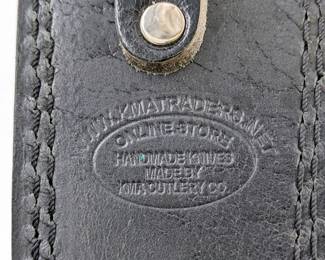 WWW.KMATRADERS.NET
ONLINE STORE
HANDMADE KNIVES
MADE BY
KMA CUTLERY CO.